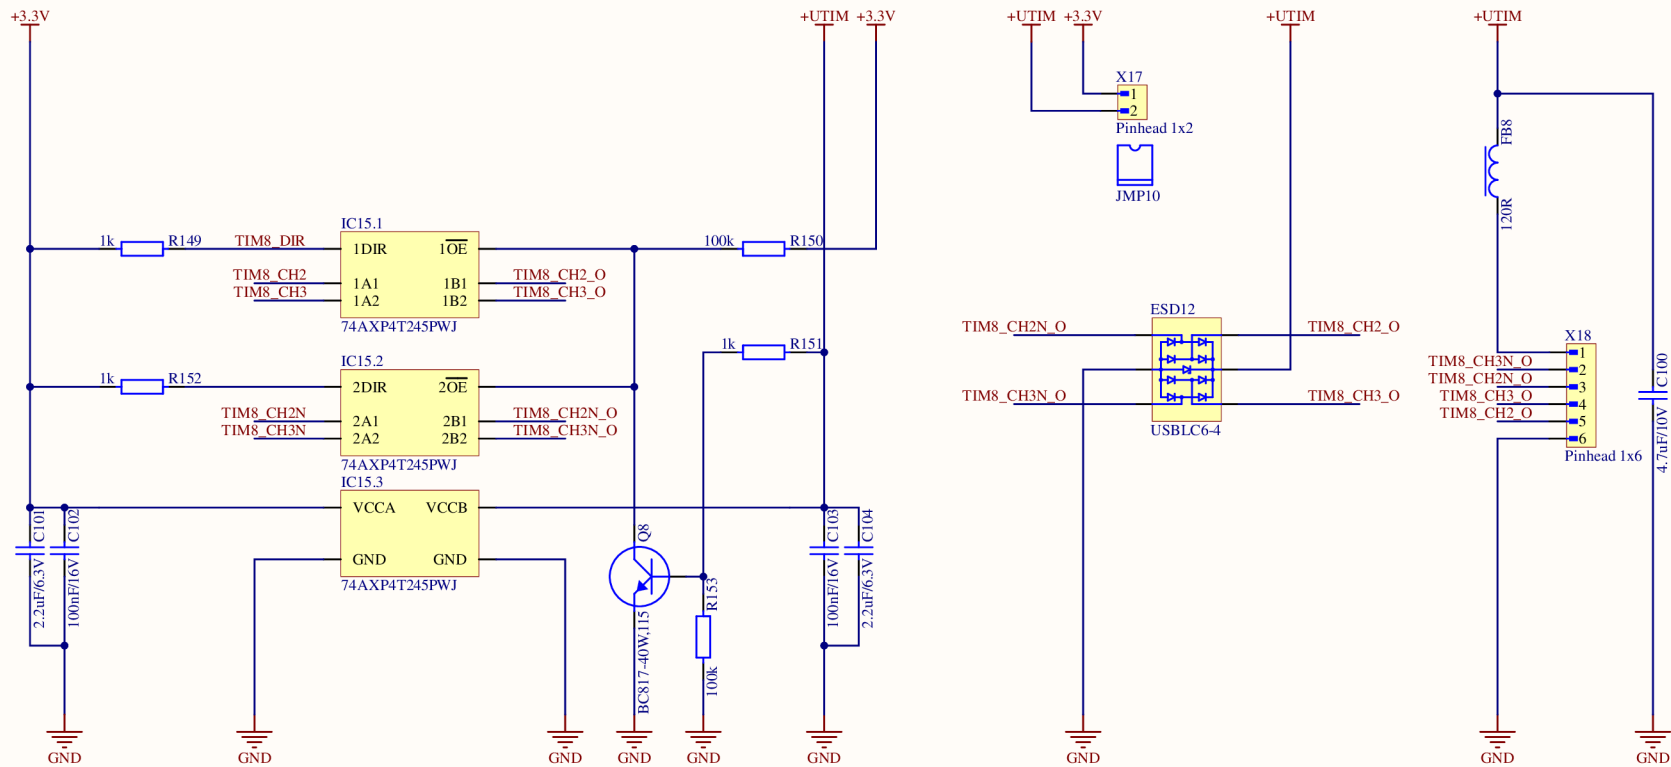 +3.3V
+UTIM
+3.3V
+UTIM
+3.3V
+UTIM
+UTIM
X17
1
2
Pinhead 1x2
JMP10
FB8
120R
IC15.1
1k
R149
TIM8_DIR
1DIR
1OE
100k
R150
TIM8_CH2
1A1
1B1
TIM8_CH2_O
TIM8_CH3
1A2
1B2
TIM8_CH3_O
74AXP4T245PWJ
1k
R151
IC15.2
1k
R152
2DIR
2OE
TIM8_CH2N
2A1
2B1
TIM8_CH2N_O
TIM8_CH3N
2A2
2B2
TIM8_CH3N_O
74AXP4T245PWJ
IC15.3
VCCA
VCCB
GND
GND
74AXP4T245PWJ
C101
2.2uF/6.3V
C102
100nF/16V
Q8
BC817-40W,115
R153
100k
C103
100nF/16V
C104
2.2uF/6.3V
ESD12
TIM8_CH2N_O
TIM8_CH2_O
TIM8_CH3N_O
TIM8_CH3_O
USBLC6-4
X18
1
TIM8_CH3N_O
2
TIM8_CH2N_O
3
TIM8_CH3_O
4
TIM8_CH2_O
5
6
Pinhead 1x6
C100
4.7uF/10V
GND
GND
GND
GND
GND
GND
GND
GND
GND